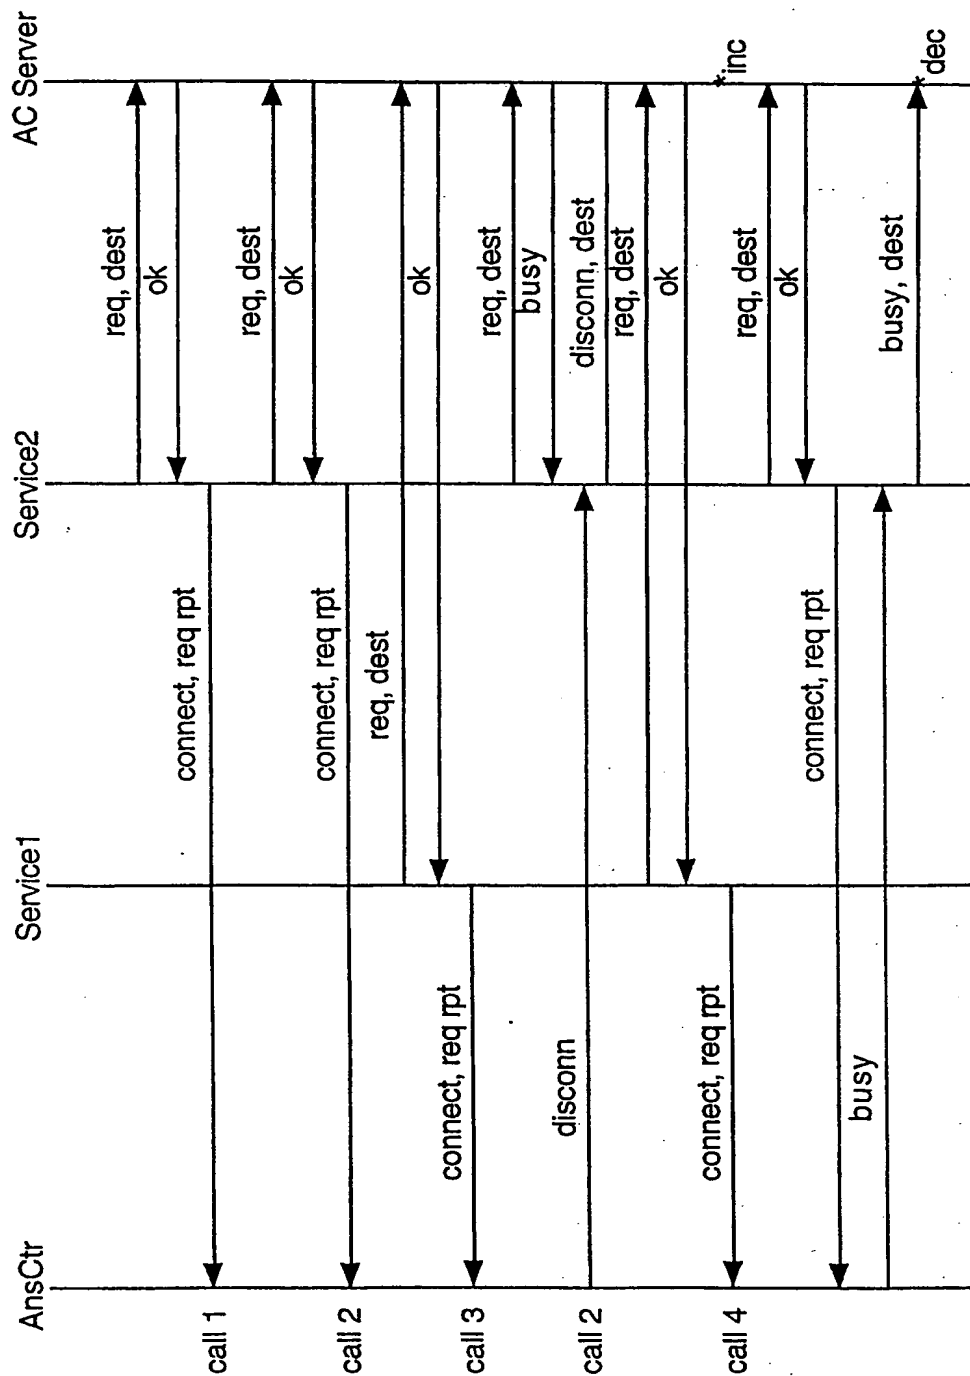 AnsCtr
Service1
Service2
AC Server
req, dest
ok
call 1
connect, req rpt
req, dest
ok
call 2
connect, req rpt
req, dest
ok
call 3
connect, req rpt
req, dest
busy
call 2
disconn
disconn, dest
req, dest
ok
*inc
call 4
connect, req rpt
req, dest
ok
connect, req rpt
busy
busy, dest
*dec